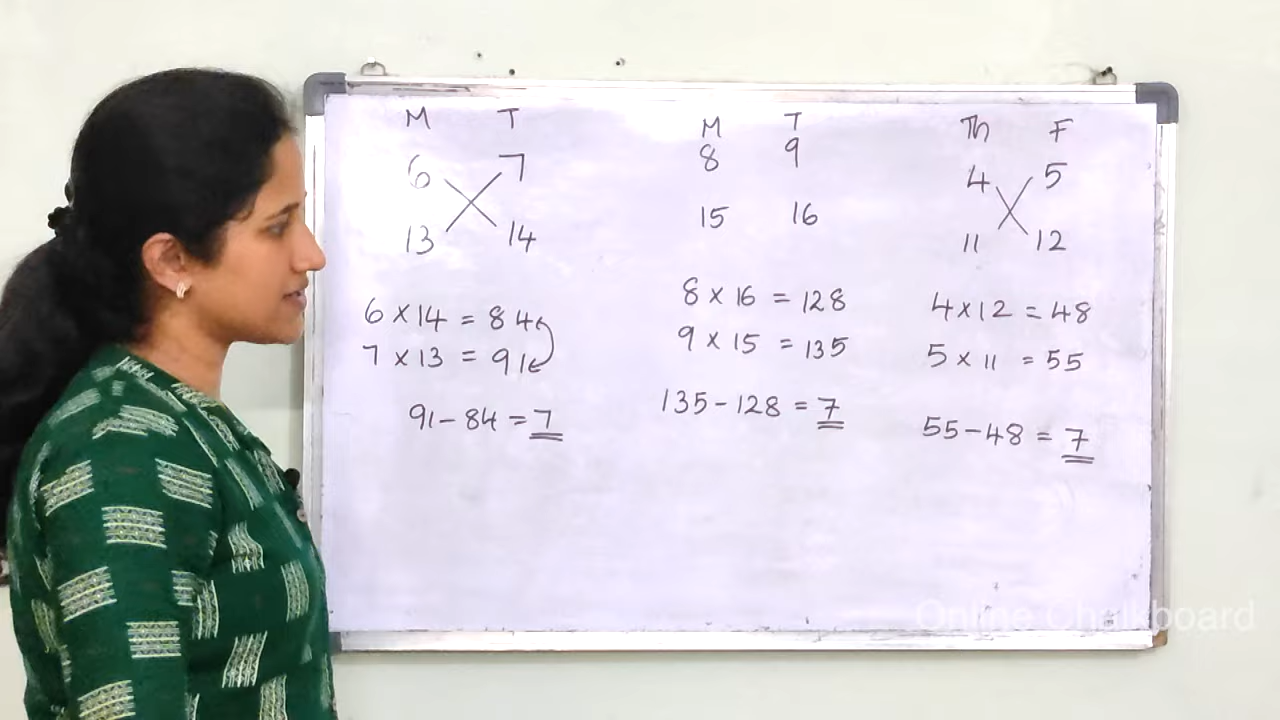 M T
6 7
13 14
6 × 14 = 84
7 × 13 = 91
91 – 84 = 7
M T
8 9
15 16
8 × 16 = 128
9 × 15 = 135
135 – 128 = 7
Th F
4 5
11 12
4 × 12 = 48
5 × 11 = 55
55 – 48 = 7
Online Chalkboard